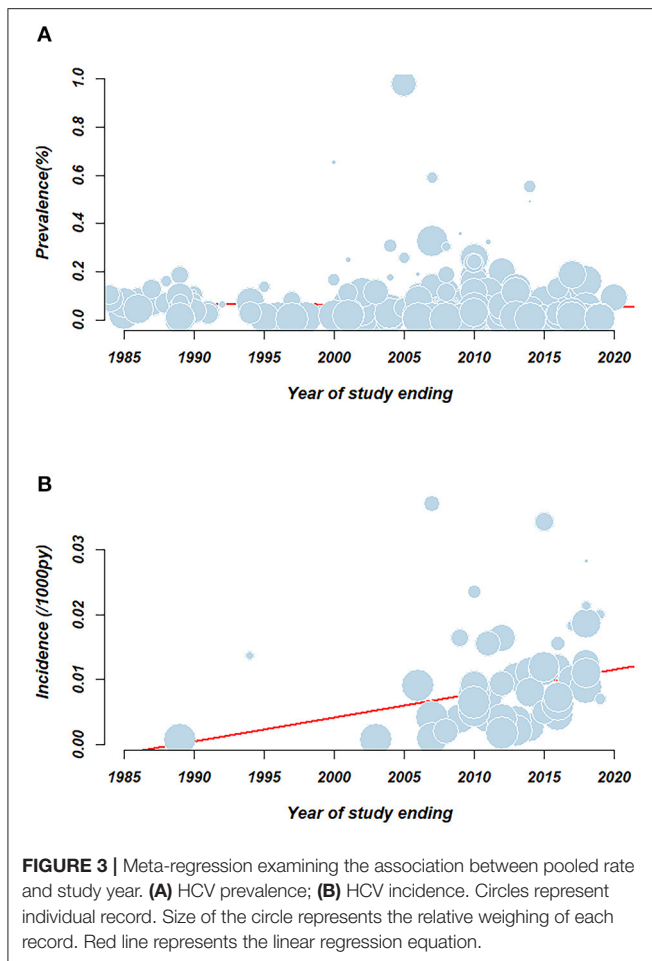 A
Prevalence(%)
1.0
0.8
0.6
0.4
0.2
0.0
1985 1990 1995 2000 2005 2010 2015 2020
Year of study ending
B
Incidence (/1000py)
0.03
0.02
0.01
0.00
1985 1990 1995 2000 2005 2010 2015 2020
Year of study ending
FIGURE 3 | Meta-regression examining the association between pooled rate
and study year. (A) HCV prevalence; (B) HCV incidence. Circles represent
individual record. Size of the circle represents the relative weighing of each
record. Red line represents the linear regression equation.